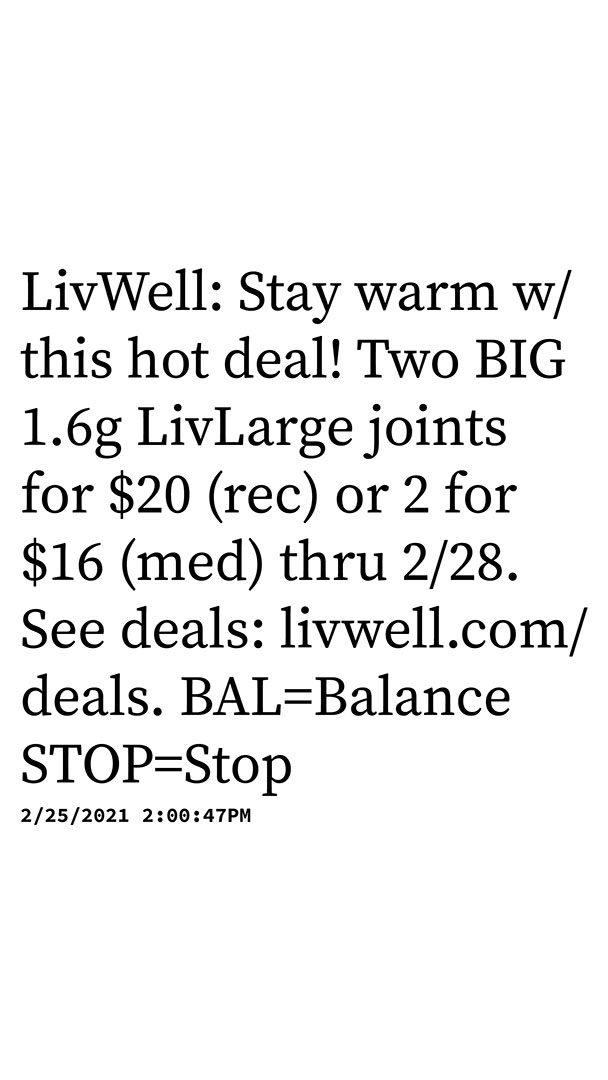 LivWell: Stay warm w/
this hot deal! Two BIG
1.6g LivLarge joints
for $20 (rec) or 2 for
$16 (med) thru 2/28.
See deals: livwell.com/
deals. BAL=Balance
STOP=Stop
2/25/2021 2:00:47PM